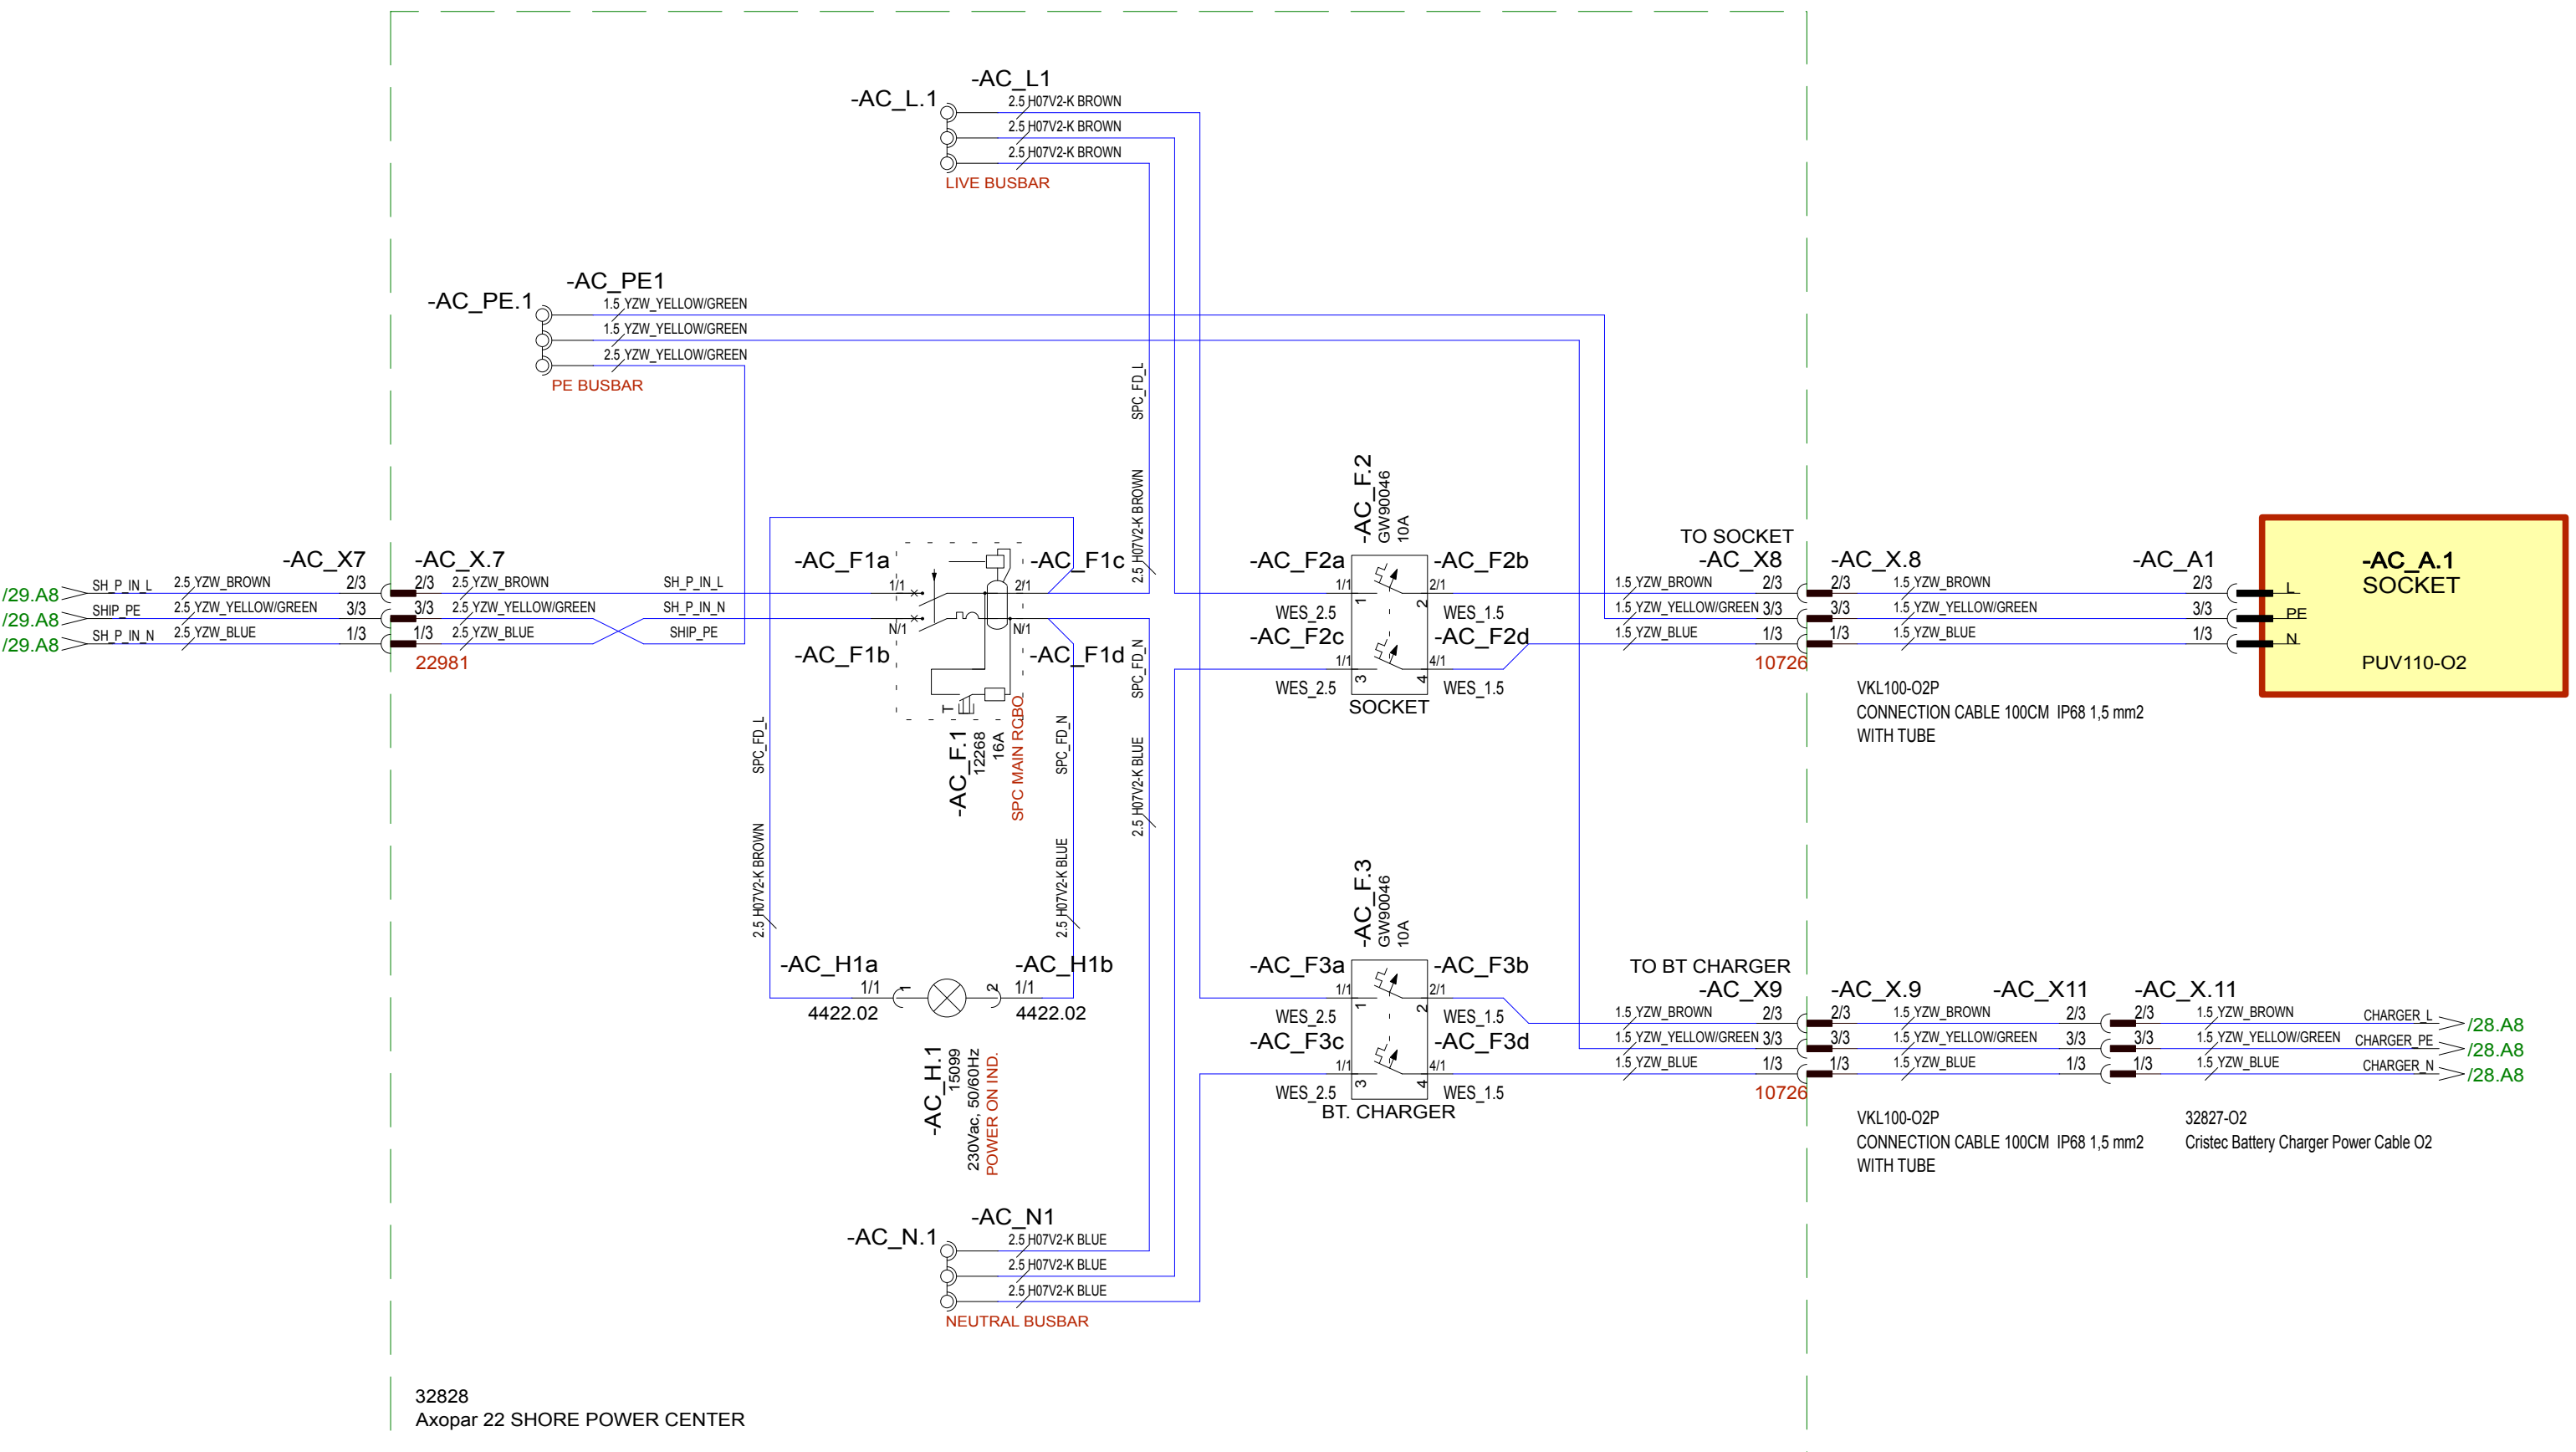 -AC_L1
-AC_L.1
2.5 H07V2-K BROWN
2.5 H07V2-K BROWN
2.5 H07V2-K BROWN
LIVE BUSBAR
-AC_PE1
-AC_PE.1
1.5 YZW_YELLOW/GREEN
1.5 YZW_YELLOW/GREEN
2.5 YZW_YELLOW/GREEN
PE BUSBAR
SPC_FD_L
2.5 H07V2-K BROWN
/29.A8
SH_P_IN_L
2.5 YZW_BROWN
/29.A8
SHIP_PE
2.5 YZW_YELLOW/GREEN
/29.A8
SH_P_IN_N
2.5 YZW_BLUE
-AC_X7
2/3
3/3
1/3
-AC_X.7
2/3
2.5 YZW_BROWN
SH_P_IN_L
3/3
2.5 YZW_YELLOW/GREEN
SH_P_IN_N
1/3
2.5 YZW_BLUE
SHIP_PE
22981
-AC_F1a
1/1
-AC_F1c
2/1
-AC_F1b
N/1
-AC_F1d
N/1
T
-AC_F.1
12268
16A
SPC MAIN RCBO
SPC_FD_L
2.5 H07V2-K BROWN
SPC_FD_N
2.5 H07V2-K BLUE
SPC_FD_N
2.5 H07V2-K BLUE
-AC_H1a
1/1
4422.02
1
2
-AC_H1b
1/1
4422.02
-AC_H.1
15099
230Vac, 50/60Hz
POWER ON IND.
-AC_N1
-AC_N.1
2.5 H07V2-K BLUE
2.5 H07V2-K BLUE
2.5 H07V2-K BLUE
NEUTRAL BUSBAR
-AC_F.2
GW90046
10A
-AC_F2a
1/1
WES_2.5
1
2
-AC_F2b
2/1
WES_1.5
-AC_F2c
1/1
WES_2.5
3
4
-AC_F2d
4/1
WES_1.5
SOCKET
-AC_F.3
GW90046
10A
-AC_F3a
1/1
WES_2.5
1
2
-AC_F3b
2/1
WES_1.5
-AC_F3c
1/1
WES_2.5
3
4
-AC_F3d
4/1
WES_1.5
BT. CHARGER
TO SOCKET
-AC_X8
1.5 YZW_BROWN
2/3
1.5 YZW_YELLOW/GREEN
3/3
1.5 YZW_BLUE
1/3
10726
-AC_X.8
2/3
1.5 YZW_BROWN
3/3
1.5 YZW_YELLOW/GREEN
1/3
1.5 YZW_BLUE
-AC_A1
2/3
3/3
1/3
L
PE
N
-AC_A.1
SOCKET
PUV110-O2
VKL100-O2P
CONNECTION CABLE 100CM IP68 1,5 mm2
WITH TUBE
TO BT CHARGER
-AC_X9
1.5 YZW_BROWN
2/3
1.5 YZW_YELLOW/GREEN
3/3
1.5 YZW_BLUE
1/3
10726
-AC_X.9
2/3
1.5 YZW_BROWN
3/3
1.5 YZW_YELLOW/GREEN
1/3
1.5 YZW_BLUE
-AC_X11
2/3
3/3
1/3
-AC_X.11
2/3
1.5 YZW_BROWN
CHARGER_L
/28.A8
3/3
1.5 YZW_YELLOW/GREEN
CHARGER_PE
/28.A8
1/3
1.5 YZW_BLUE
CHARGER_N
/28.A8
VKL100-O2P
CONNECTION CABLE 100CM IP68 1,5 mm2
WITH TUBE
32827-O2
Cristec Battery Charger Power Cable O2
32828
Axopar 22 SHORE POWER CENTER